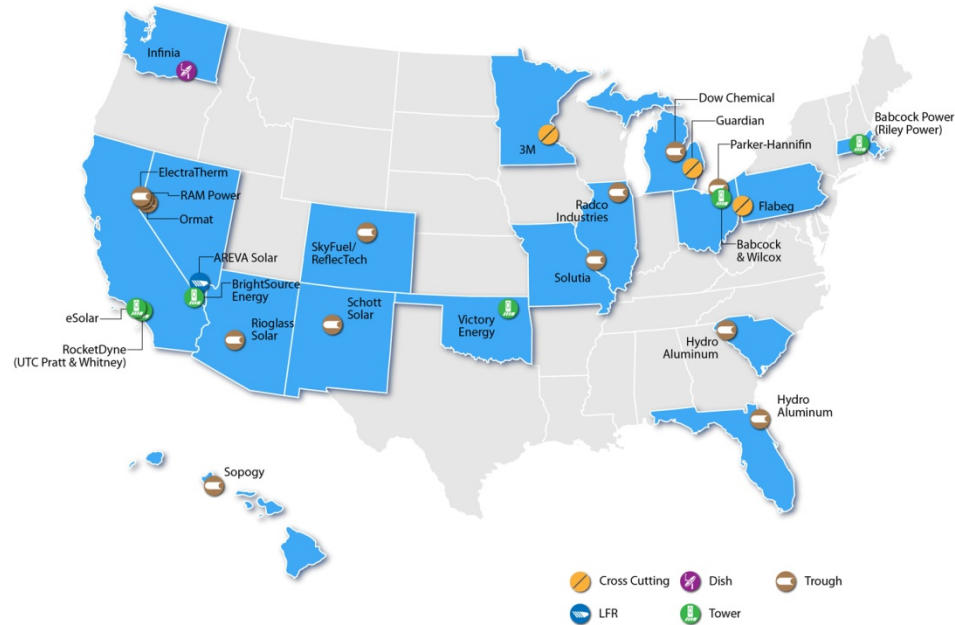 Infinia
Dow Chemical
Guardian
Babcock Power
(Riley Power)
Parker-Hannifin
3M
ElectraTherm
RAM Power
Ormat
Radco
Industries
Flabeg
SkyFuel/
ReflecTech
Babcock
& Wilcox
AREVA Solar
Solutia
BrightSource
Energy
Schott
Solar
eSolar
Rioglass
Solar
Victory
Energy
RocketDyne
(UTC Pratt & Whitney)
Hydro
Aluminum
Hydro
Aluminum
Sopogy
Cross Cutting
Dish
Trough
LFR
Tower